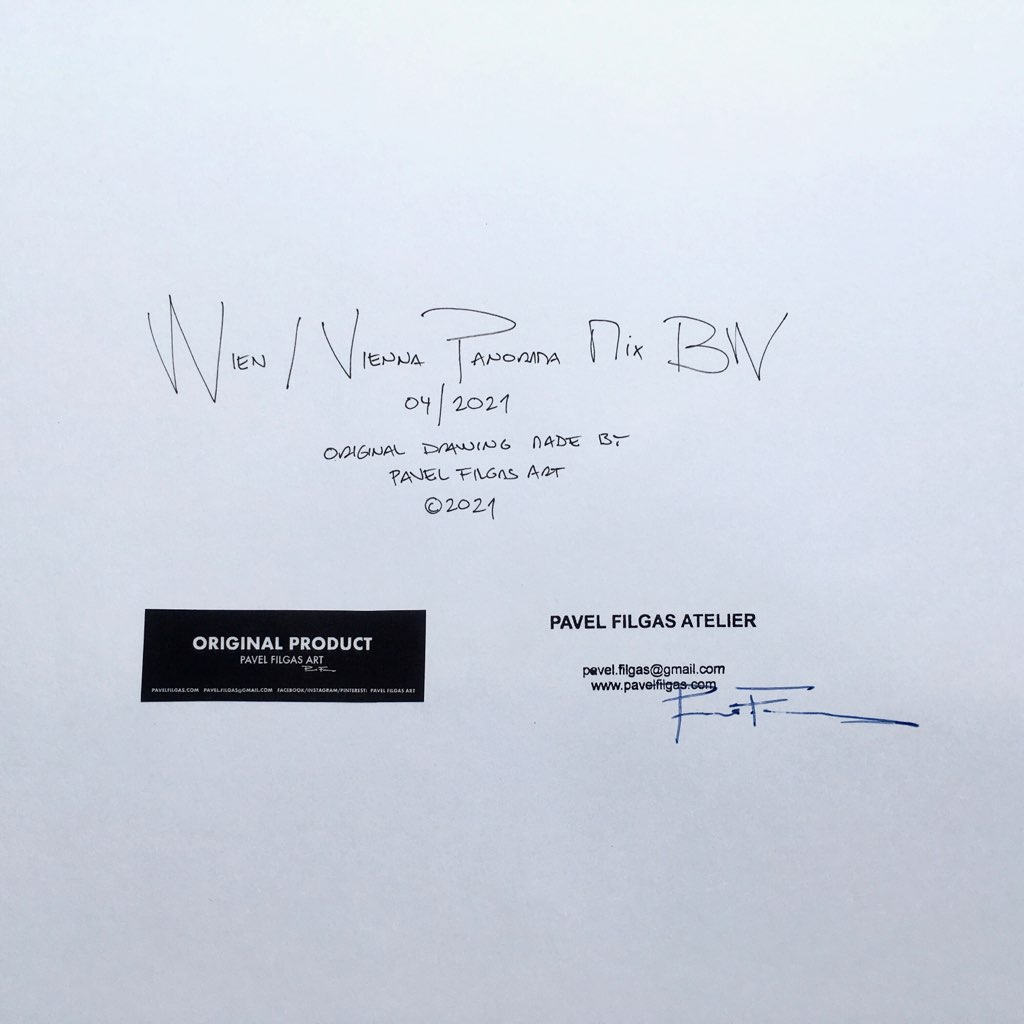 WIEN / VIENNA PANORAMA MIX BW
04/2021
ORIGINAL DRAWING MADE BY
PAVEL FILGAS ART
©2021
ORIGINAL PRODUCT
PAVEL FILGAS ART
PAVELFILGAS.COM PAVEL.FILGAS@GMAIL.COM FACEBOOK/INSTAGRAM/PINTEREST: PAVEL FILGAS ART
PAVEL FILGAS ATELIER
pavel.filgas@gmail.com
www.pavelfilgas.com